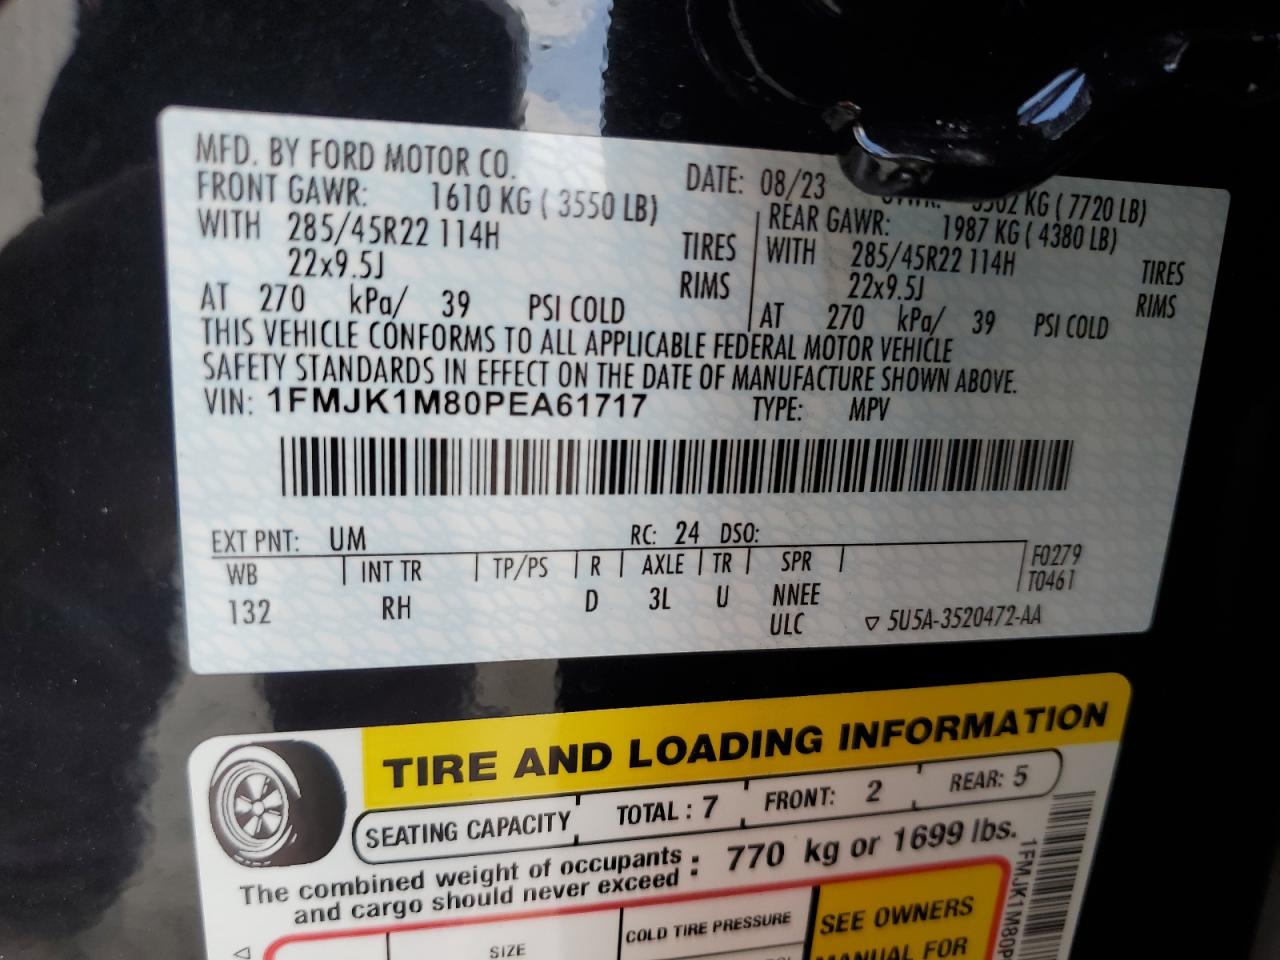 MFD. BY FORD MOTOR CO.
DATE: 08/23
FRONT GAWR: 1610 KG ( 3550 LB)
KG ( 7720 LB)
WITH 285/45R22 114H TIRES
22x9.5J RIMS
AT 270 kPa/ 39 PSI COLD
REAR GAWR: 1987 KG ( 4380 LB)
WITH 285/45R22 114H TIRES
22x9.5J RIMS
AT 270 kPa/ 39 PSI COLD
THIS VEHICLE CONFORMS TO ALL APPLICABLE FEDERAL MOTOR VEHICLE
SAFETY STANDARDS IN EFFECT ON THE DATE OF MANUFACTURE SHOWN ABOVE.
VIN: 1FMJK1M80PEA61717 TYPE: MPV
EXT PNT: UM RC: 24 DSO:
WB INT TR TP/PS R AXLE TR SPR F0279
132 RH D 3L U NNEE T0461
ULC ▽ 5U5A-3520472-AA
TIRE AND LOADING INFORMATION
SEATING CAPACITY TOTAL : 7 FRONT: 2 REAR: 5
The combined weight of occupants and cargo should never exceed : 770 kg or 1699 lbs.
SIZE COLD TIRE PRESSURE SEE OWNERS
MANUAL FOR
1FMJK1M80P